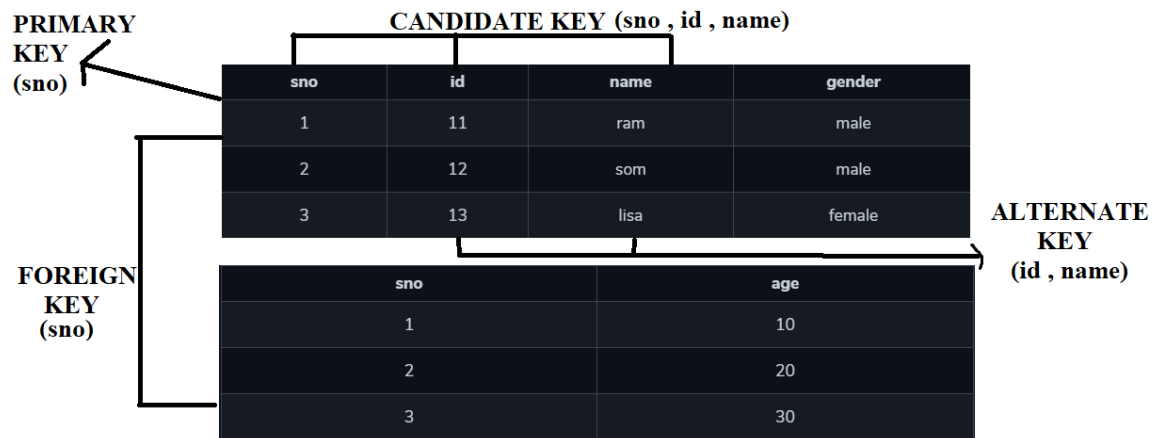 PRIMARY
KEY
(sno)
CANDIDATE KEY (sno , id , name)
sno id name gender
1 11 ram male
2 12 som male
3 13 lisa female
ALTERNATE
KEY
(id , name)
FOREIGN
KEY
(sno)
sno age
1 10
2 20
3 30